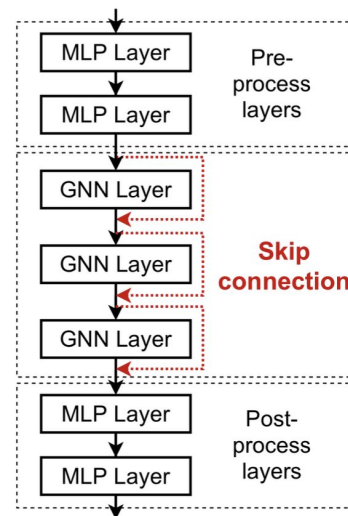 MLP Layer
Pre-
process
layers
MLP Layer
GNN Layer
GNN Layer
Skip
connection
GNN Layer
MLP Layer
Post-
process
layers
MLP Layer